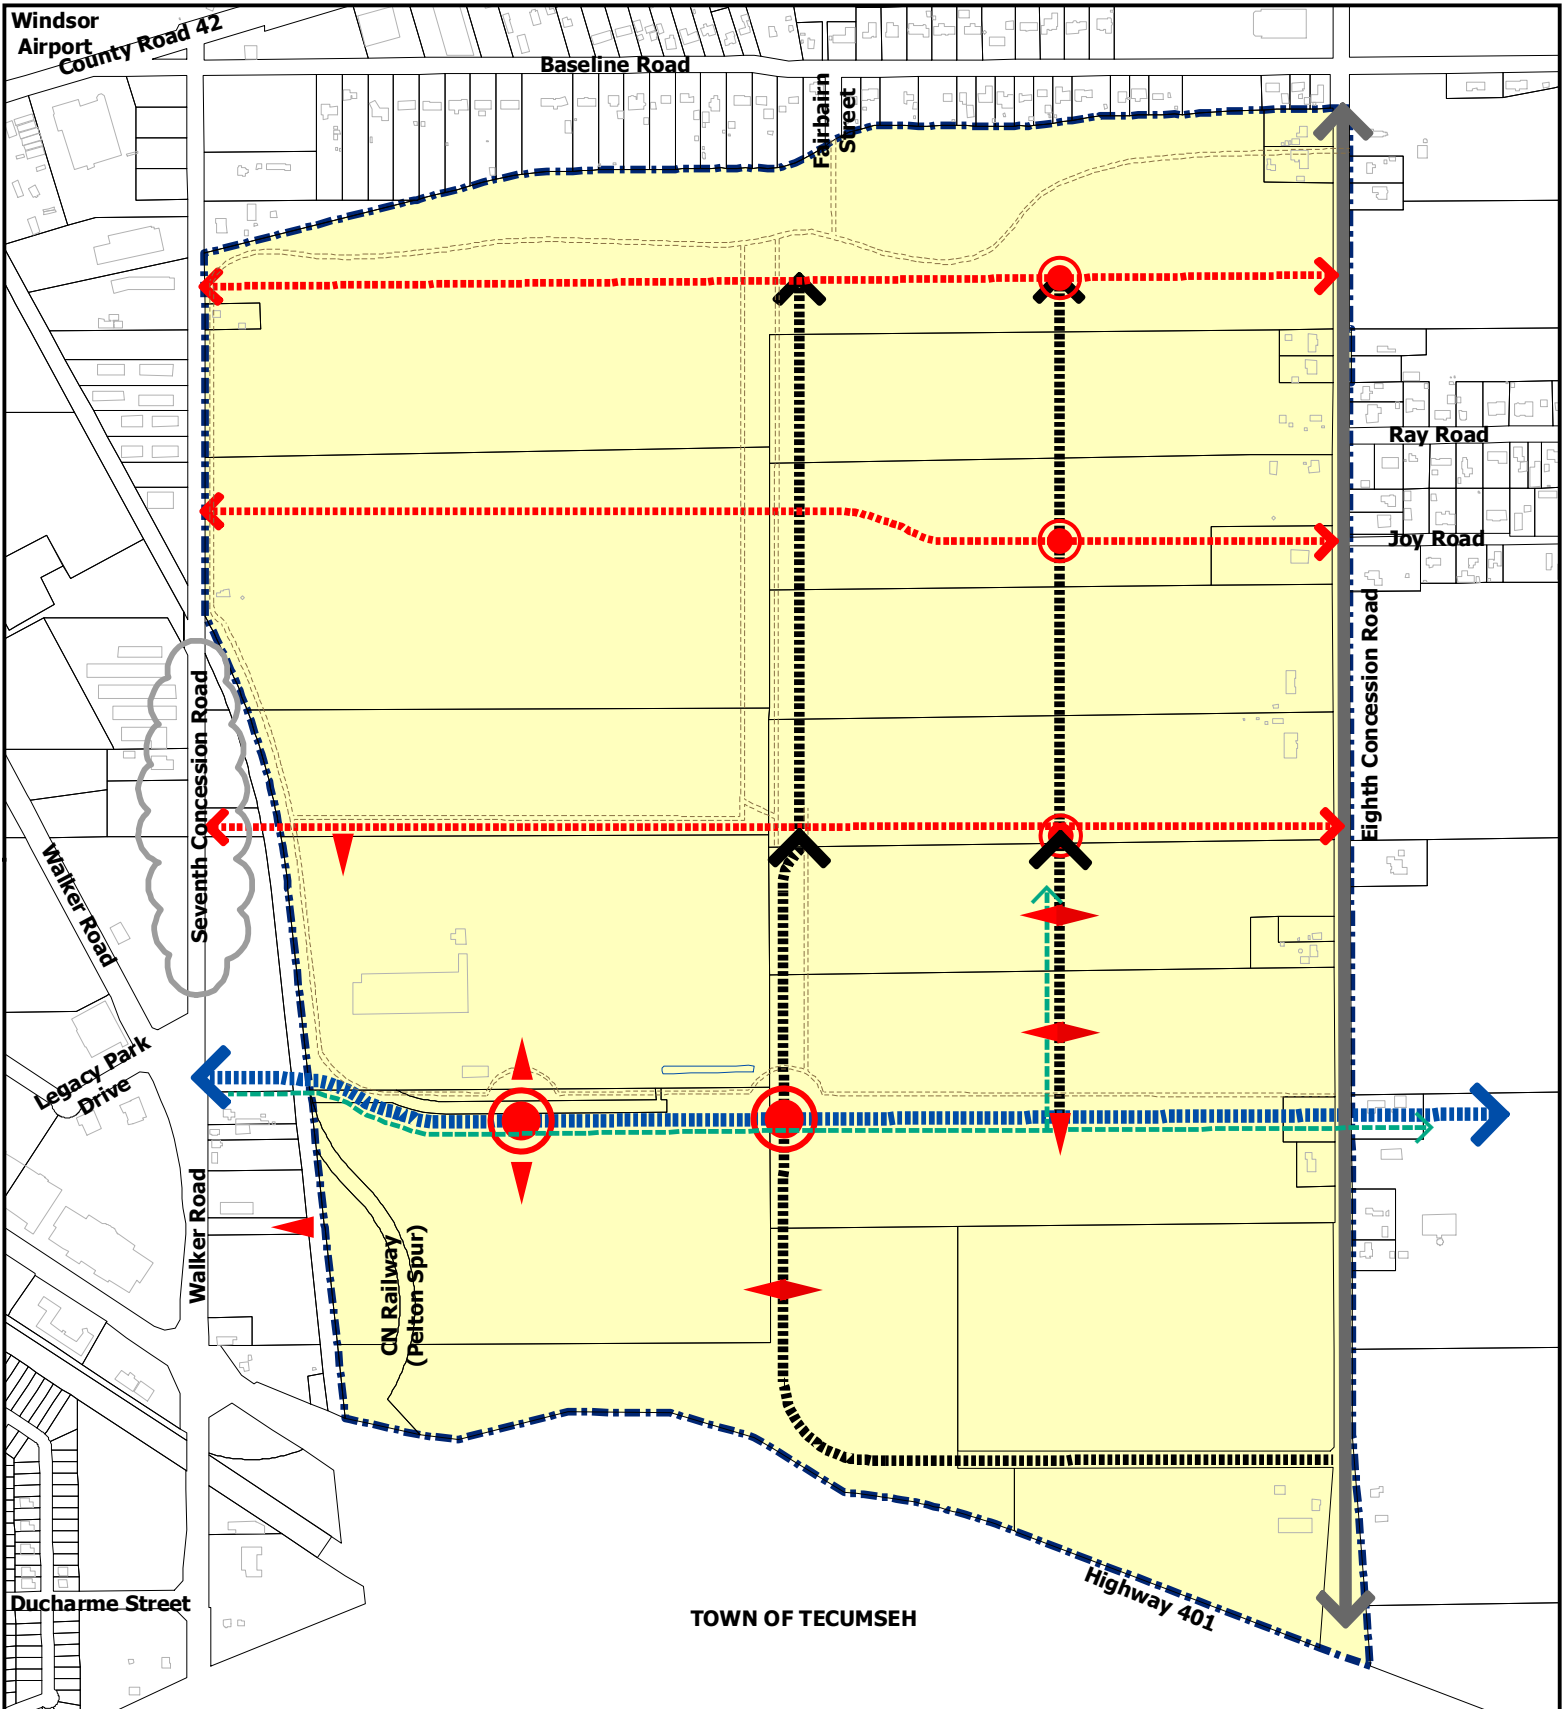 Windsor
Airport
County Road 42
Baseline Road
Fairbairn
Street
Ray Road
Joy Road
Eighth Concession Road
Seventh Concession Road
Walker Road
Legacy Park
Drive
Walker Road
CN Railway
(Pelton Spur)
Ducharme Street
TOWN OF TECUMSEH
Highway 401